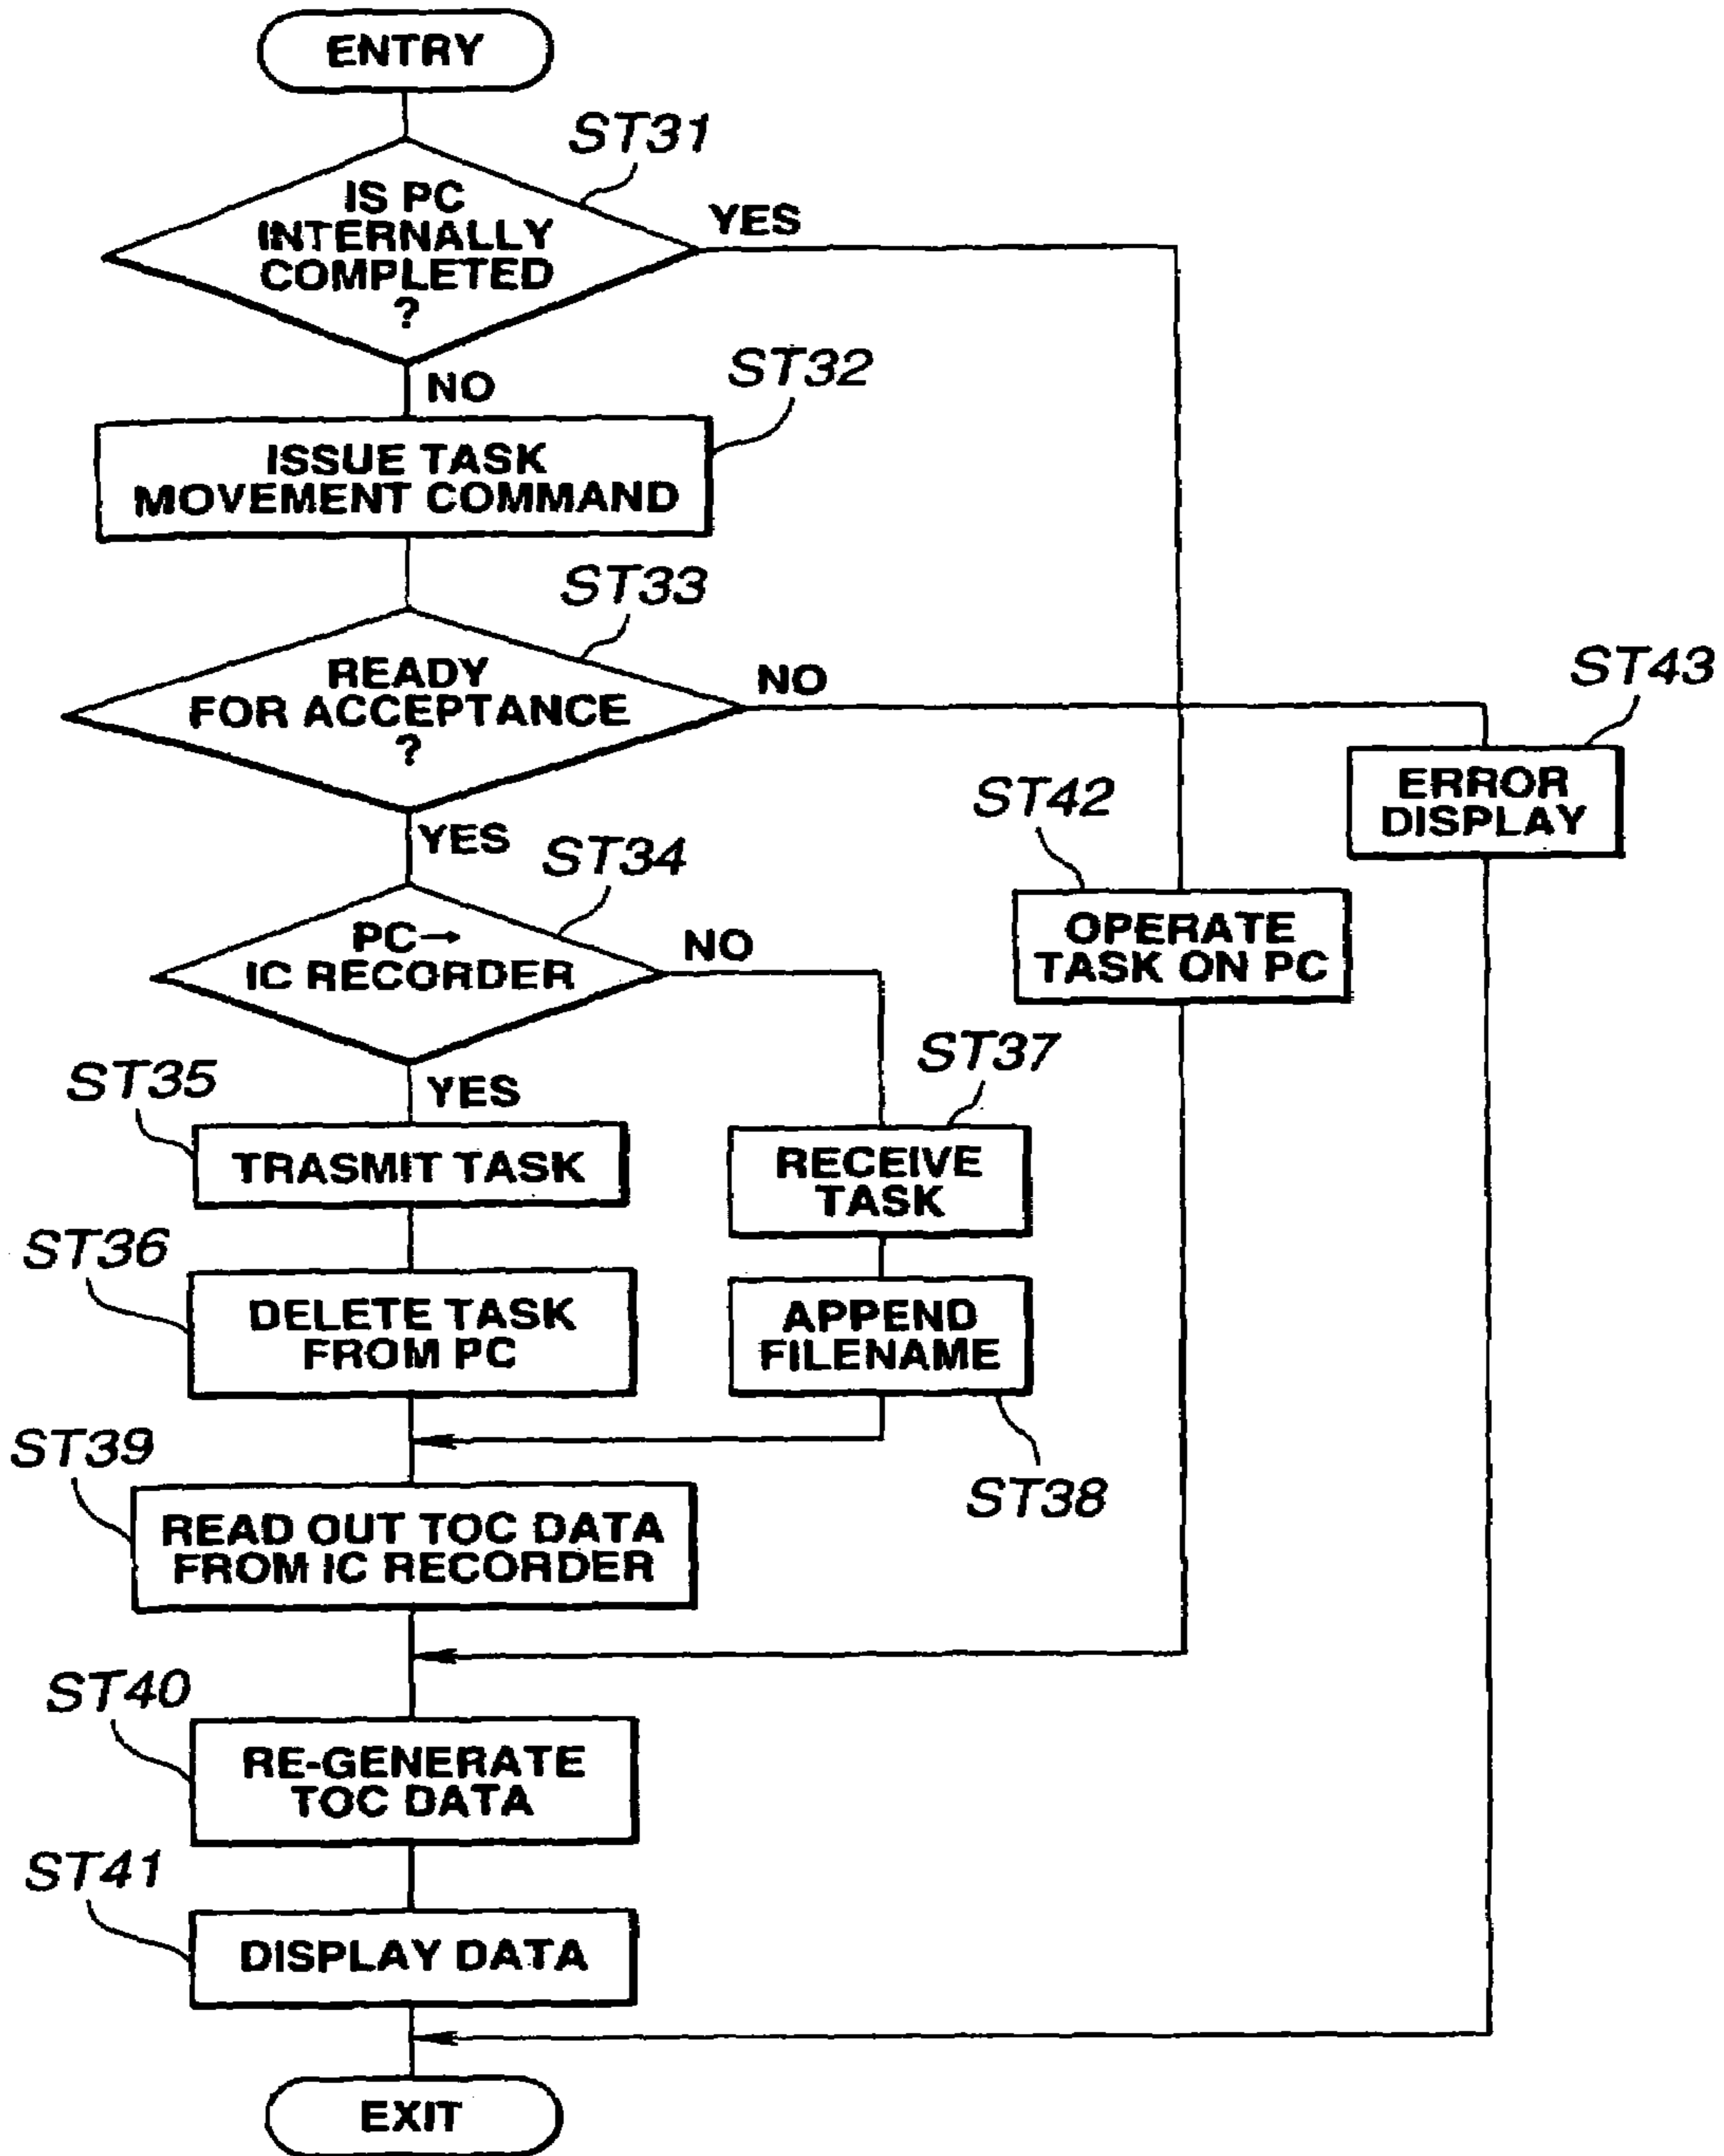 ENTRY
ST31
IS PC
INTERNALLY
COMPLETED
?
YES
NO
ST32
ISSUE TASK
MOVEMENT COMMAND
ST33
READY
FOR ACCEPTANCE
?
NO
YES
ST43
ERROR
DISPLAY
ST42
OPERATE
TASK ON PC
ST34
PC→
IC RECORDER
NO
YES
ST35
TRASMIT TASK
ST37
RECEIVE
TASK
ST36
DELETE TASK
FROM PC
APPEND
FILENAME
ST38
ST39
READ OUT TOC DATA
FROM IC RECORDER
ST40
RE-GENERATE
TOC DATA
ST41
DISPLAY DATA
EXIT